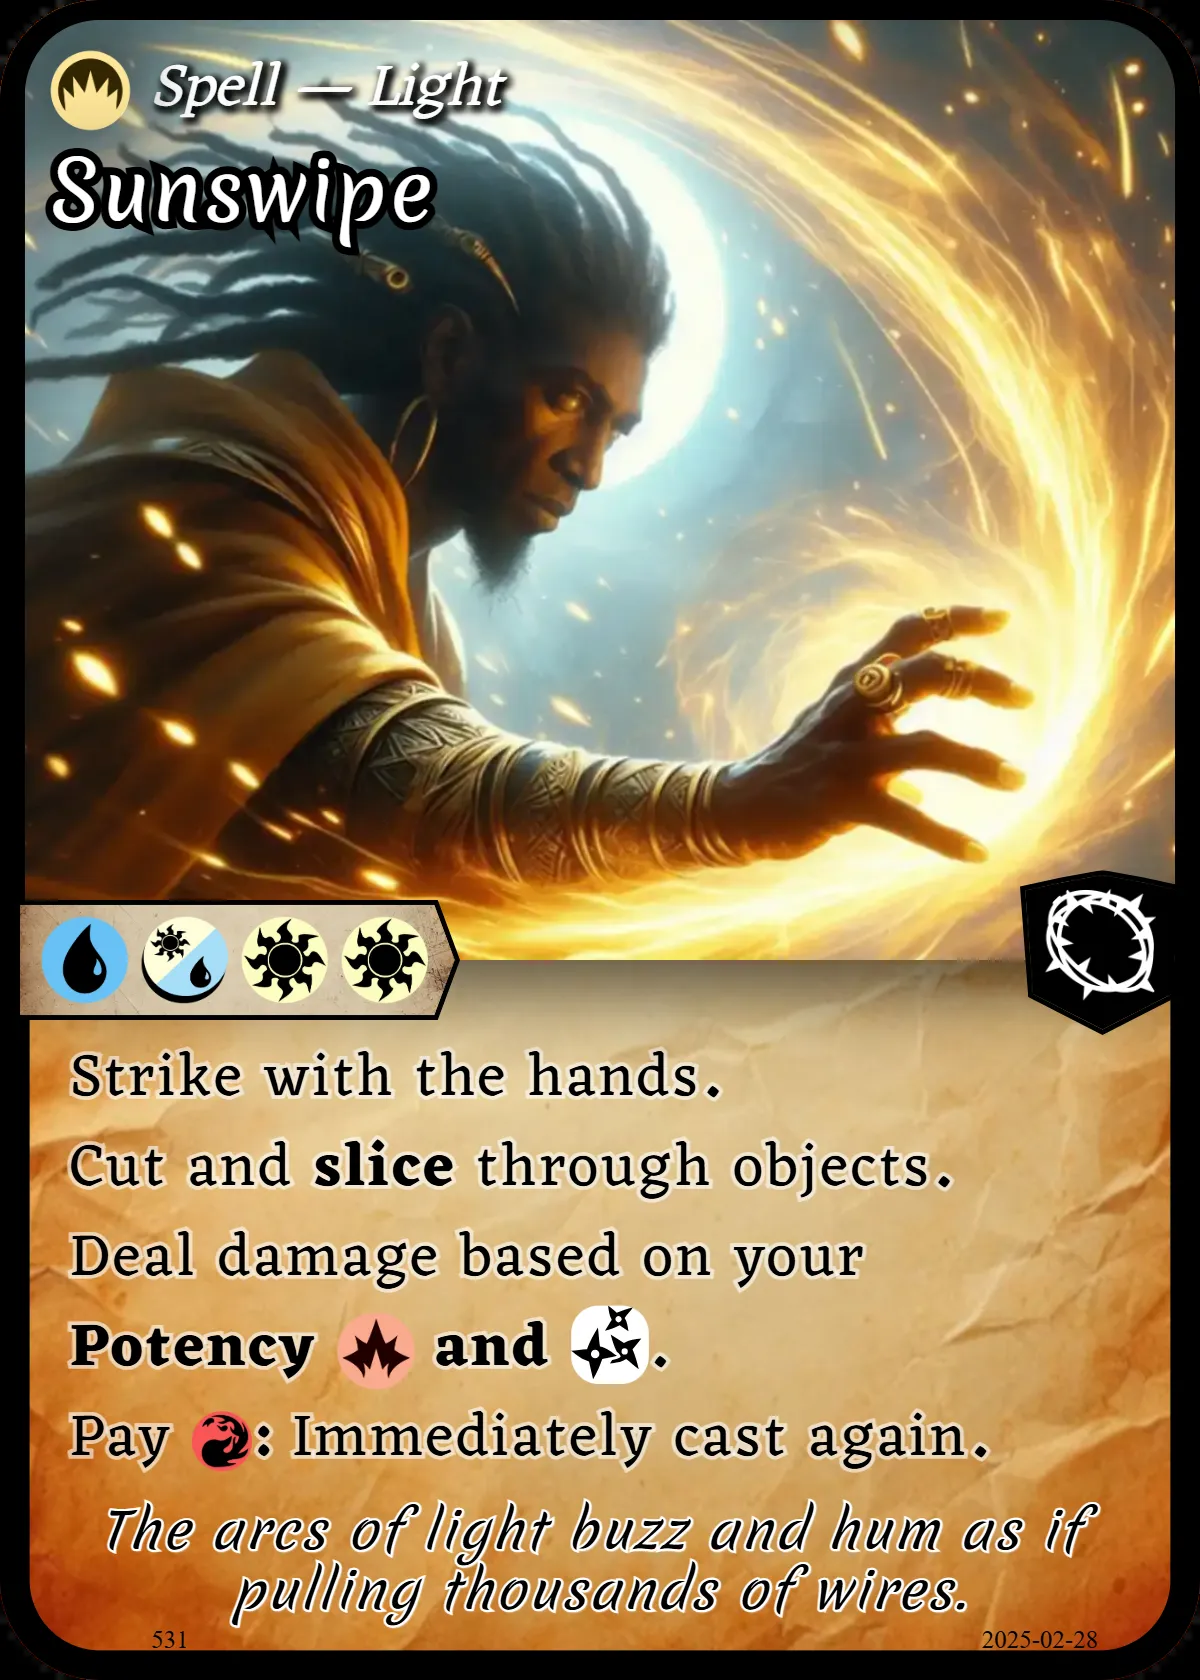 Spell — Light
Sunswipe
Strike with the hands.
Cut and slice through objects.
Deal damage based on your
Potency and .
Pay : Immediately cast again.
The arcs of light buzz and hum as if
pulling thousands of wires.
531
2025-02-28